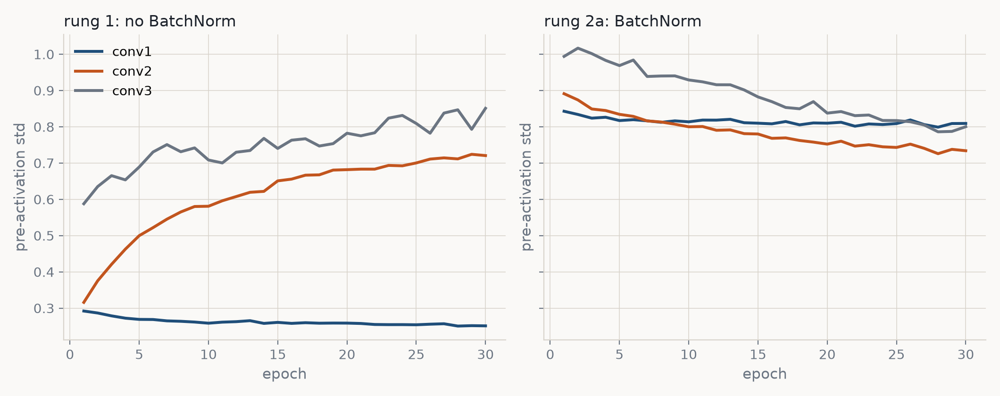 rung 1: no BatchNorm
pre-activation std
1.0
0.9
0.8
0.7
0.6
0.5
0.4
0.3
conv1
conv2
conv3
0 5 10 15 20 25 30
epoch
rung 2a: BatchNorm
pre-activation std
0 5 10 15 20 25 30
epoch